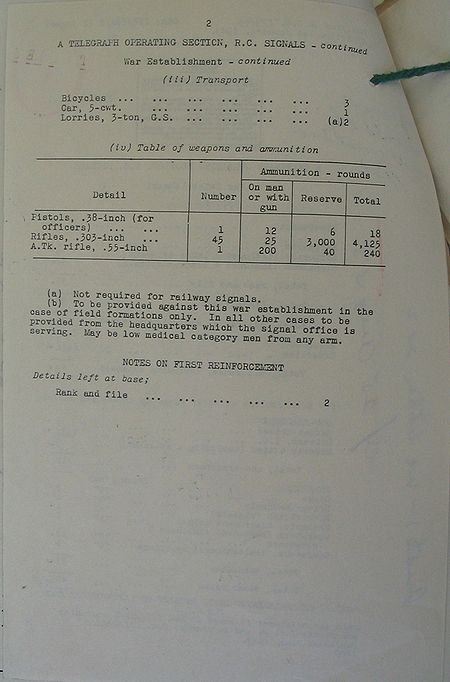 2
A TELEGRAPH OPERATING SECTION, R.C. SIGNALS - continued
War Establishment - continued
(iii) Transport
Bicycles ... ... ... ... ... ... 3
Car, 5-cwt. ... ... ... ... ... 1
Lorries, 3-ton, G.S. ... ... ... ... (a)2
(iv) Table of weapons and ammunition
Ammunition - rounds
Detail Number On man or with gun Reserve Total
Pistols, .38-inch (for
officers) ... ... 1 12 6 18
Rifles, .303-inch ... 45 25 3,000 4,125
A.Tk. rifle, .55-inch 1 200 40 240
(a) Not required for railway signals.
(b) To be provided against this war establishment in the
case of field formations only. In all other cases to be
provided from the headquarters which the signal office is
serving. May be low medical category men from any arm.
NOTES ON FIRST REINFORCEMENT
Details left at base;
Rank and file ... ... ... ... ... 2